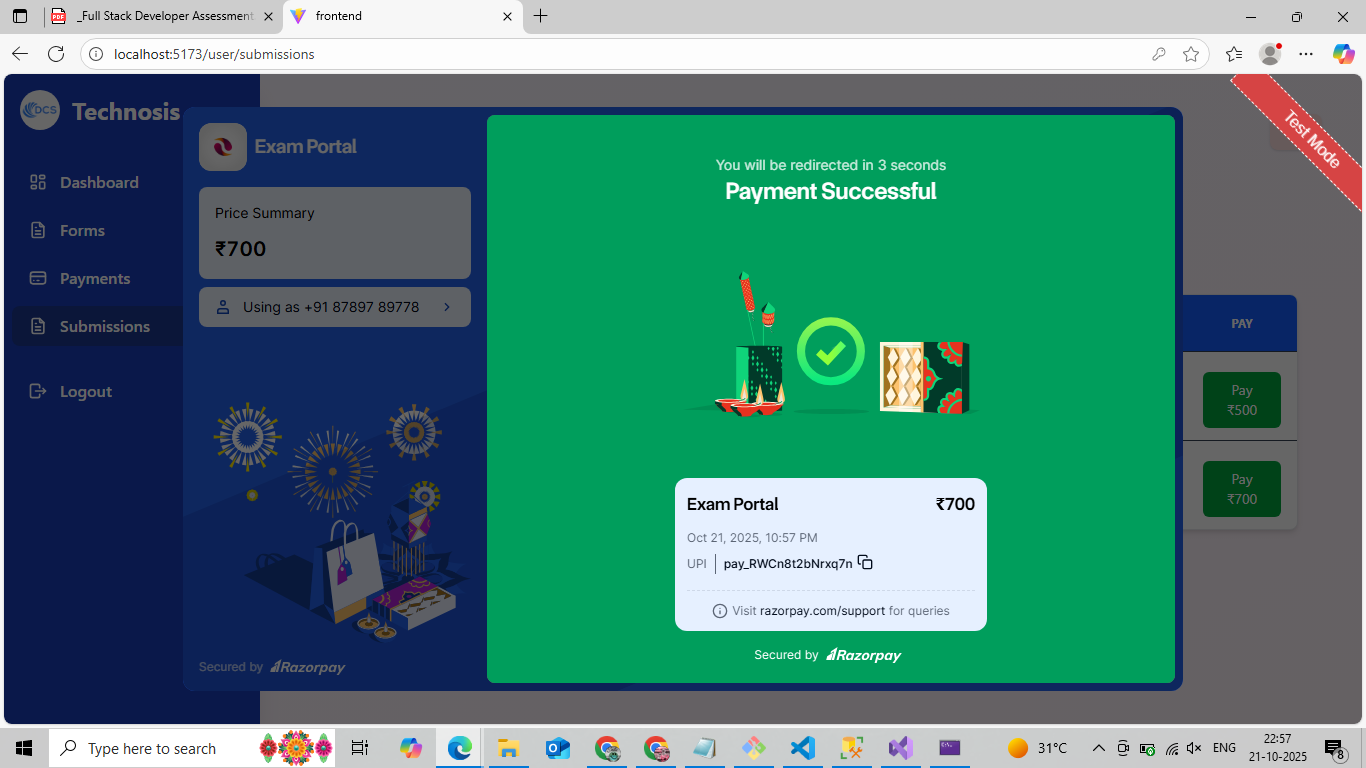 _Full Stack Developer Assessment
frontend
localhost:5173/user/submissions
DCS
Technosis
Dashboard
Forms
Payments
Submissions
Logout
Exam Portal
Price Summary
₹700
Using as +91 87897 89778
Secured by Razorpay
You will be redirected in 3 seconds
Payment Successful
Exam Portal ₹700
Oct 21, 2025, 10:57 PM
UPI pay_RWCn8t2bNrxq7n
Visit razorpay.com/support for queries
Secured by Razorpay
Test Mode
PAY
Pay
₹500
Pay
₹700
Type here to search
31°C
ENG
22:57
21-10-2025
8